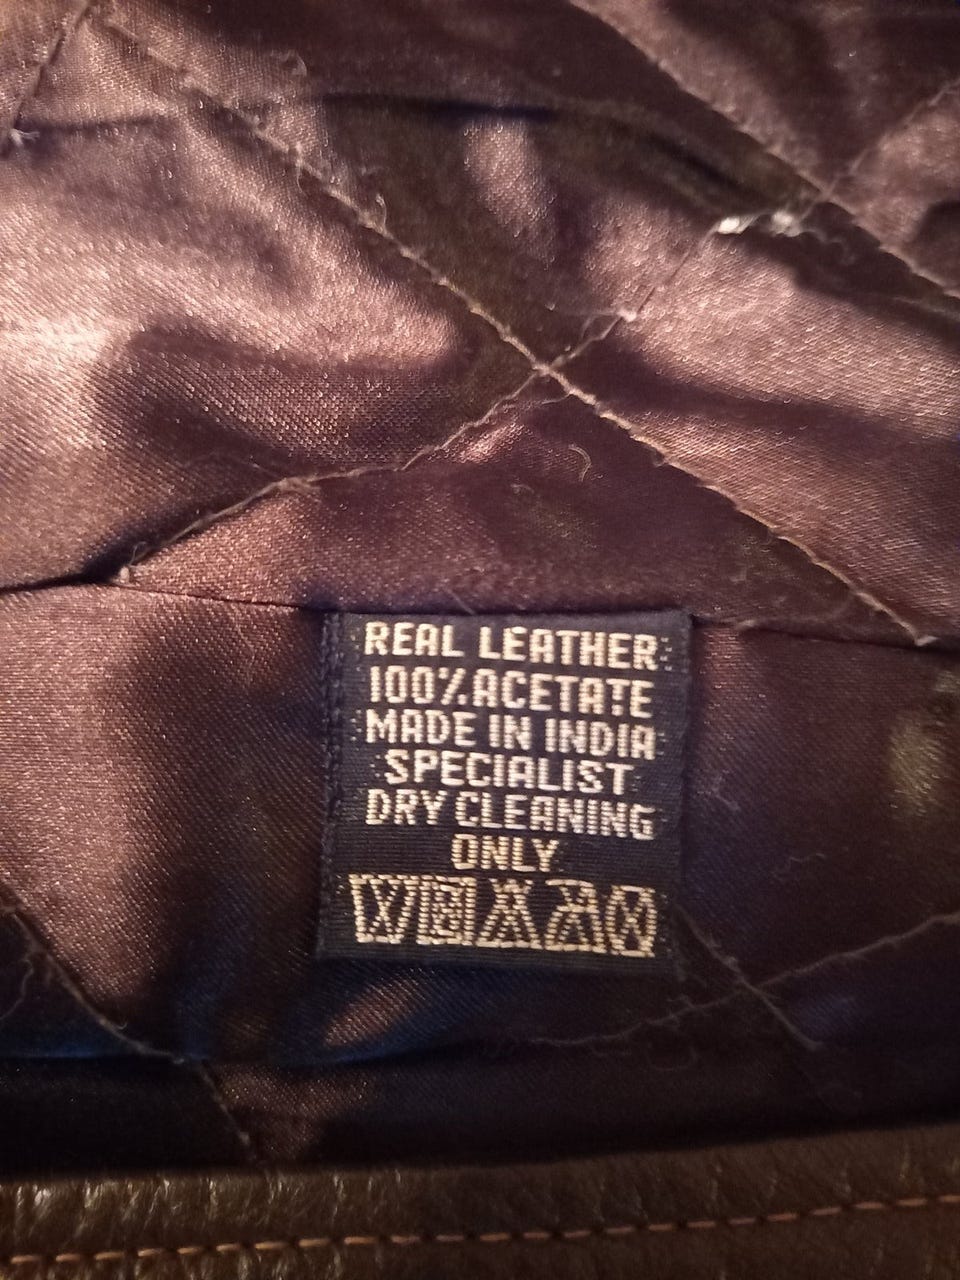 REAL LEATHER
100% ACETATE
MADE IN INDIA
SPECIALIST
DRY CLEANING
ONLY